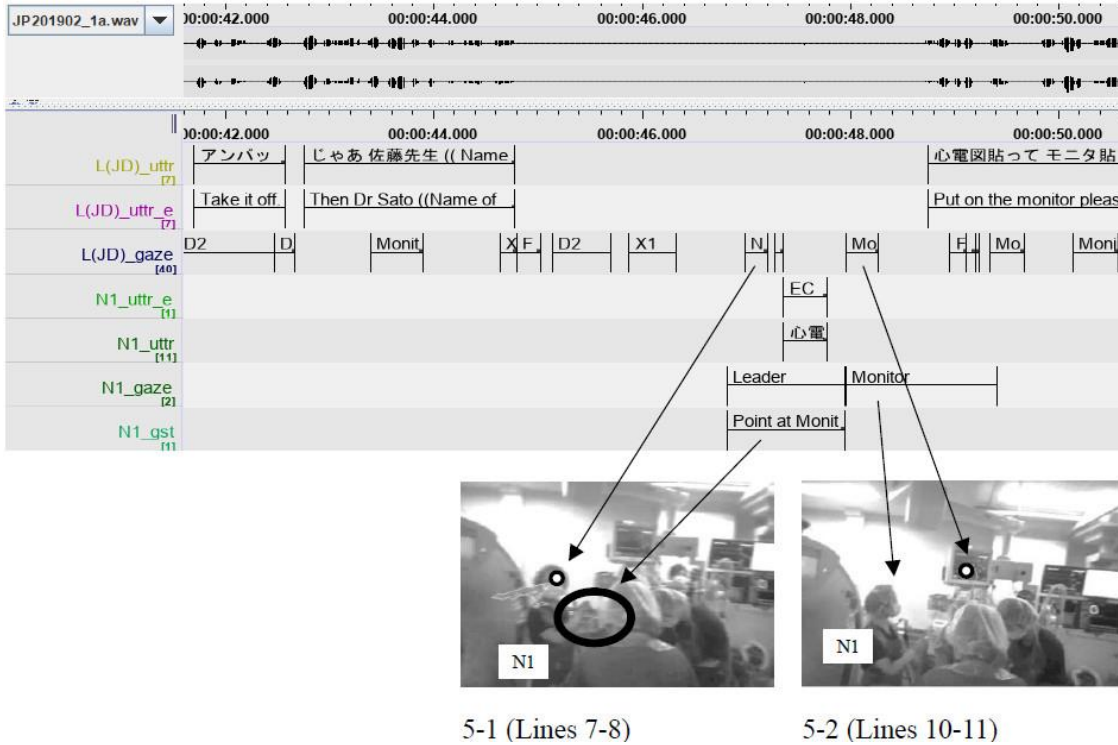 JP201902_1a.wav
00:00:42.000 00:00:44.000 00:00:46.000 00:00:48.000 00:00:50.000
00:00:42.000 00:00:44.000 00:00:46.000 00:00:48.000 00:00:50.000
L(JD)_uttr [7] アンバッ じゃあ 佐藤先生 (( Name 心電図貼って モニタ貼
L(JD)_uttr_e [7] Take it off. Then Dr Sato ((Name of Put on the monitor pleas
L(JD)_gaze [40] D2 D Monit X F D2 X1 N Mo F Mo Moni
N1_uttr_e [1] EC
N1_uttr [11] 心電
N1_gaze [2] Leader Monitor
N1_gst [1] Point at Monit
N1
N1
5-1 (Lines 7-8) 5-2 (Lines 10-11)